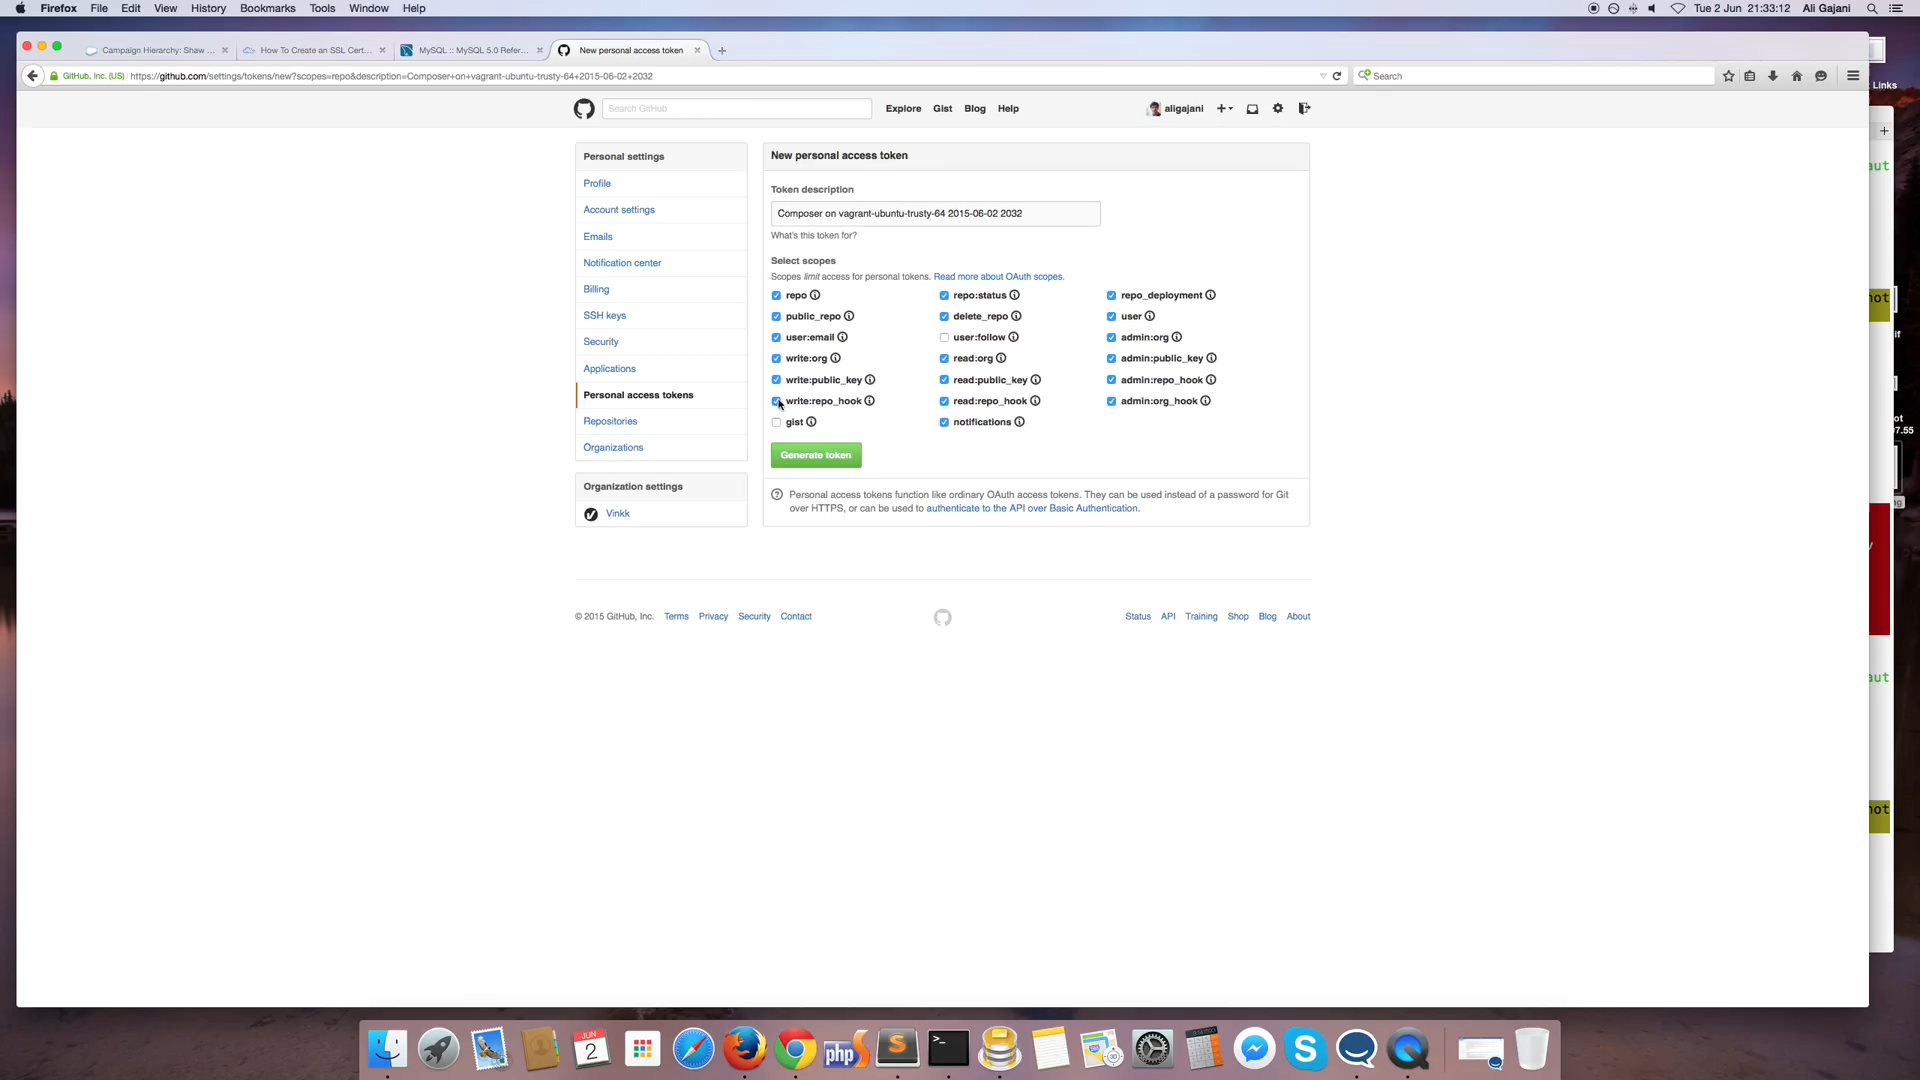 Firefox File Edit View History Bookmarks Tools Window Help
Tue 2 Jun 21:33:12 Ali Gajani
Campaign Hierarchy: Shaw ...
How To Create an SSL Cert...
MySQL :: MySQL 5.0 Refer...
New personal access token
GitHub, Inc. (US) https://github.com/settings/tokens/new?scopes=repo&description=Composer+on+vagrant-ubuntu-trusty-64+2015-06-02+2032
Search
Links
Search GitHub
Explore Gist Blog Help
aligajani
Personal settings
Profile
Account settings
Emails
Notification center
Billing
SSH keys
Security
Applications
Personal access tokens
Repositories
Organizations
Organization settings
Vinkk
New personal access token
Token description
Composer on vagrant-ubuntu-trusty-64 2015-06-02 2032
What's this token for?
Select scopes
Scopes limit access for personal tokens. Read more about OAuth scopes.
repo repo:status repo_deployment
public_repo delete_repo user
user:email user:follow admin:org
write:org read:org admin:public_key
write:public_key read:public_key admin:repo_hook
write:repo_hook read:repo_hook admin:org_hook
gist notifications
Generate token
Personal access tokens function like ordinary OAuth access tokens. They can be used instead of a password for Git
over HTTPS, or can be used to authenticate to the API over Basic Authentication.
© 2015 GitHub, Inc. Terms Privacy Security Contact
Status API Training Shop Blog About
aut
not
ot
7.55
aut
not
JUN
2
php
S
>_
S